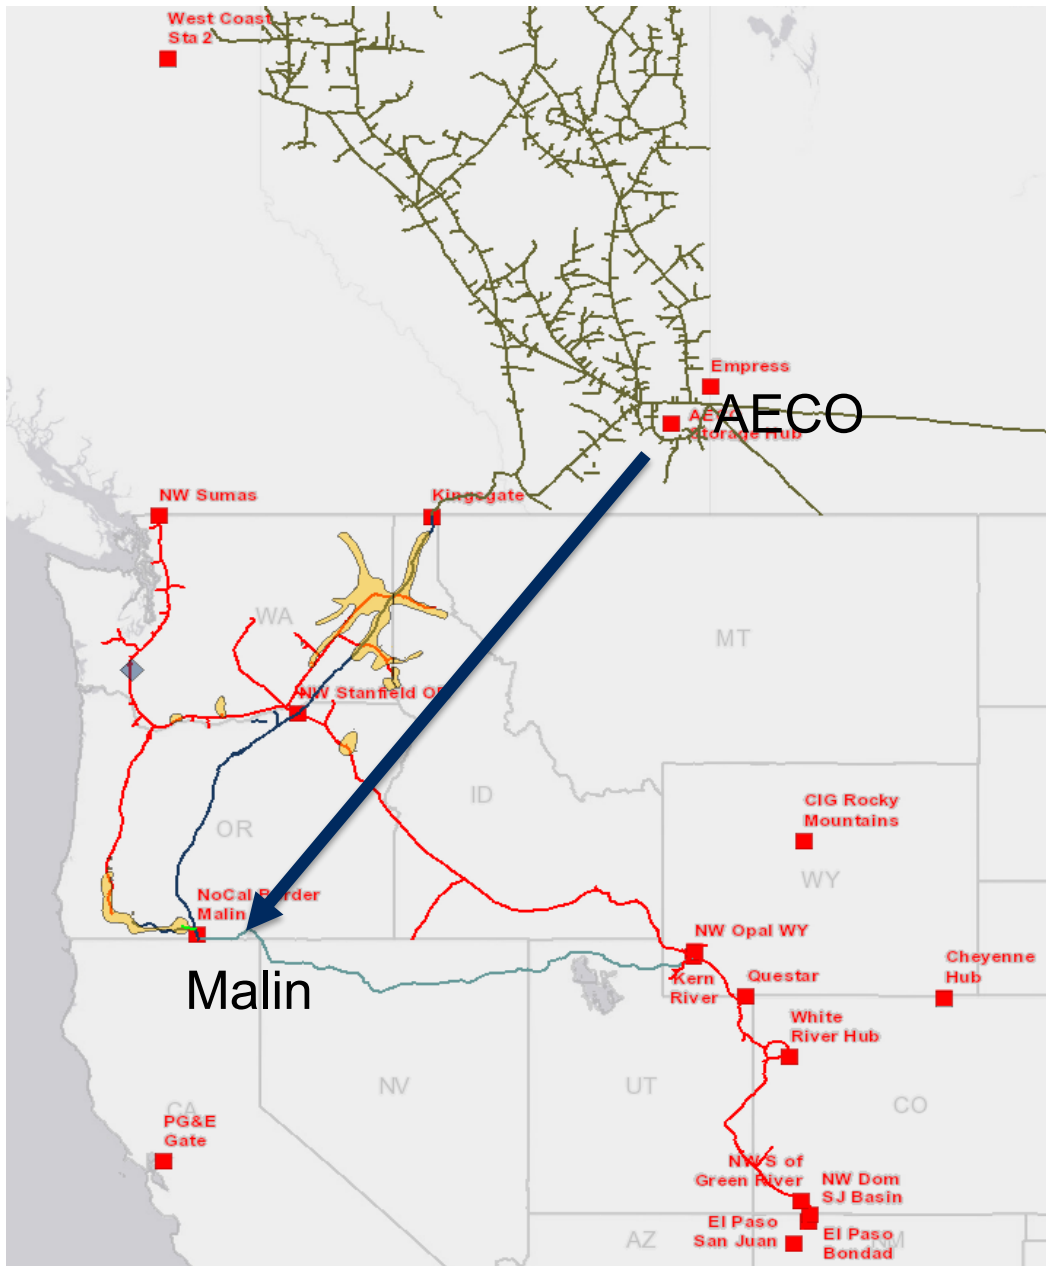 West Coast
Sta 2
Empress
AECO
AECO
Storage Hub
NW Sumas
Kingsgate
WA
MT
NW Stanfield
ID
CIG Rocky
Mountains
OR
WY
NoCal Border
Malin
NW Opal WY
Cheyenne
Hub
Malin
Kern
River
Questar
White
River Hub
NV
UT
CO
CA
PG&E
Gate
NW S of
Green River
NW Dom
SJ Basin
El Paso
San Juan
El Paso
Bondad
AZ
NM